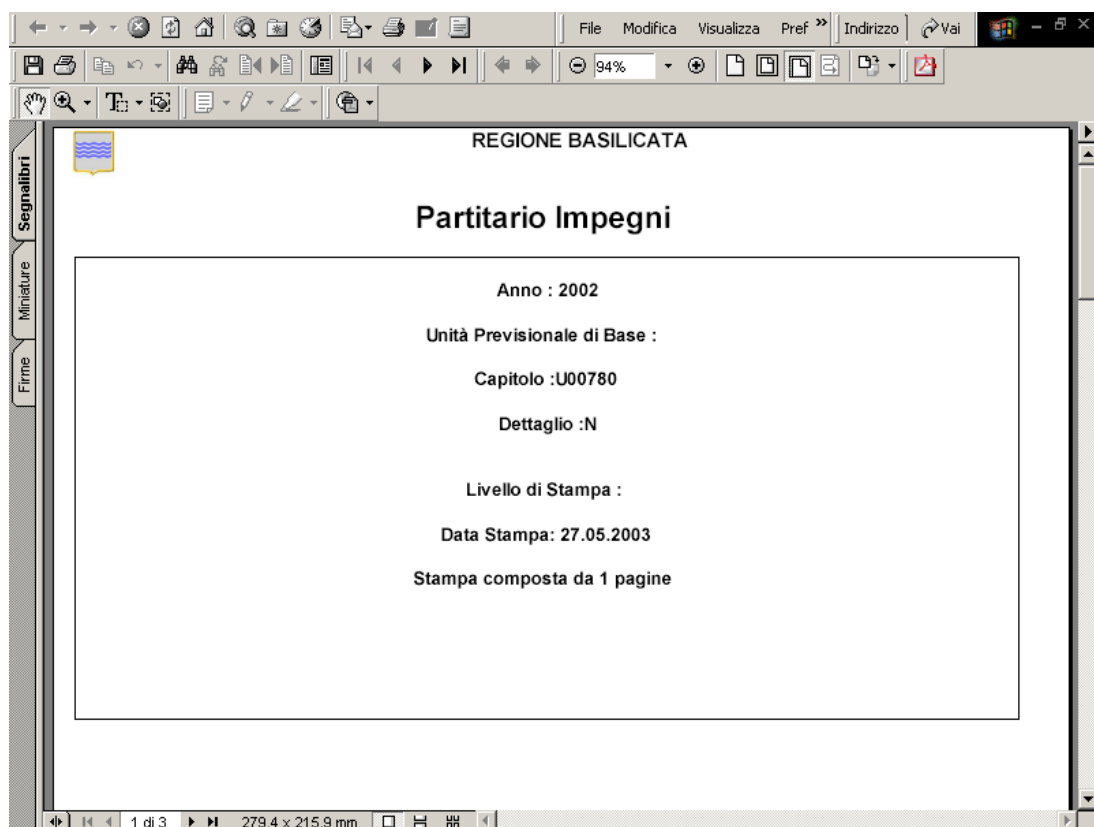 File Modifica Visualizza Pref » Indirizzo Vai
94%
Segnalibri
Miniature
Firme
REGIONE BASILICATA
Partitario Impegni
Anno : 2002
Unità Previsionale di Base :
Capitolo :U00780
Dettaglio :N
Livello di Stampa :
Data Stampa: 27.05.2003
Stampa composta da 1 pagine
1 di 3 279,4 x 215,9 mm